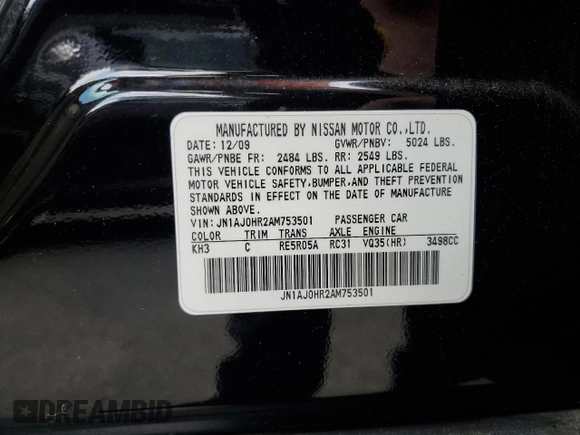 MANUFACTURED BY NISSAN MOTOR CO.,LTD.
DATE: 12/09 GVWR/PNBV: 5024 LBS.
GAWR/PNBE FR: 2484 LBS. RR: 2549 LBS.
THIS VEHICLE CONFORMS TO ALL APPLICABLE FEDERAL
MOTOR VEHICLE SAFETY,BUMPER,AND THEFT PREVENTION
STANDARDS IN EFFECT ON THE DATE OF MANUFACTURE
SHOWN ABOVE.
VIN: JN1AJ0HR2AM753501 PASSENGER CAR
COLOR TRIM TRANS AXLE ENGINE
KH3 C RE5R05A RC31 VQ35(HR) 3498CC
JN1AJ0HR2AM753501
DREAMBID